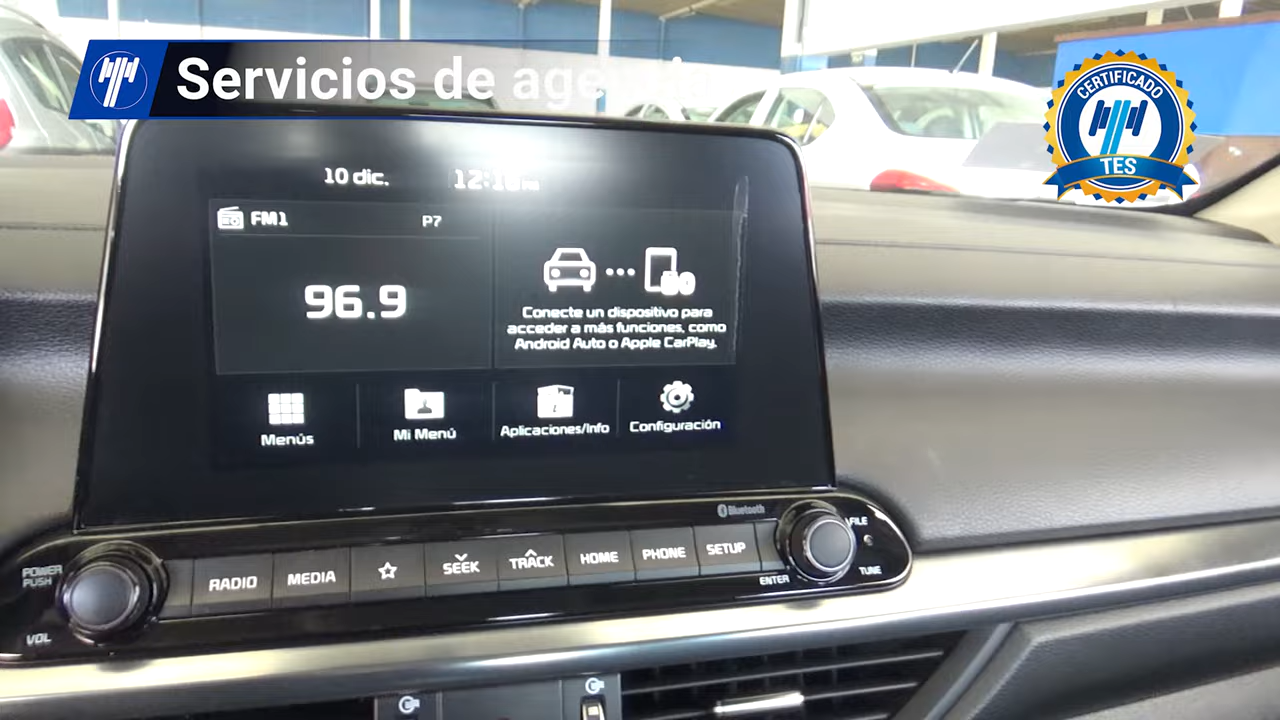 Servicios de agencia
CERTIFICADO
TES
10 dic.
FM1
P7
96.9
Conecte un dispositivo para
acceder a más funciones, como
Android Auto o Apple CarPlay.
Menús
Mi Menú
Aplicaciones/Info
Configuración
Bluetooth
POWER
PUSH
VOL
RADIO
MEDIA
SEEK
TRACK
HOME
PHONE
SETUP
ENTER
FILE
TUNE